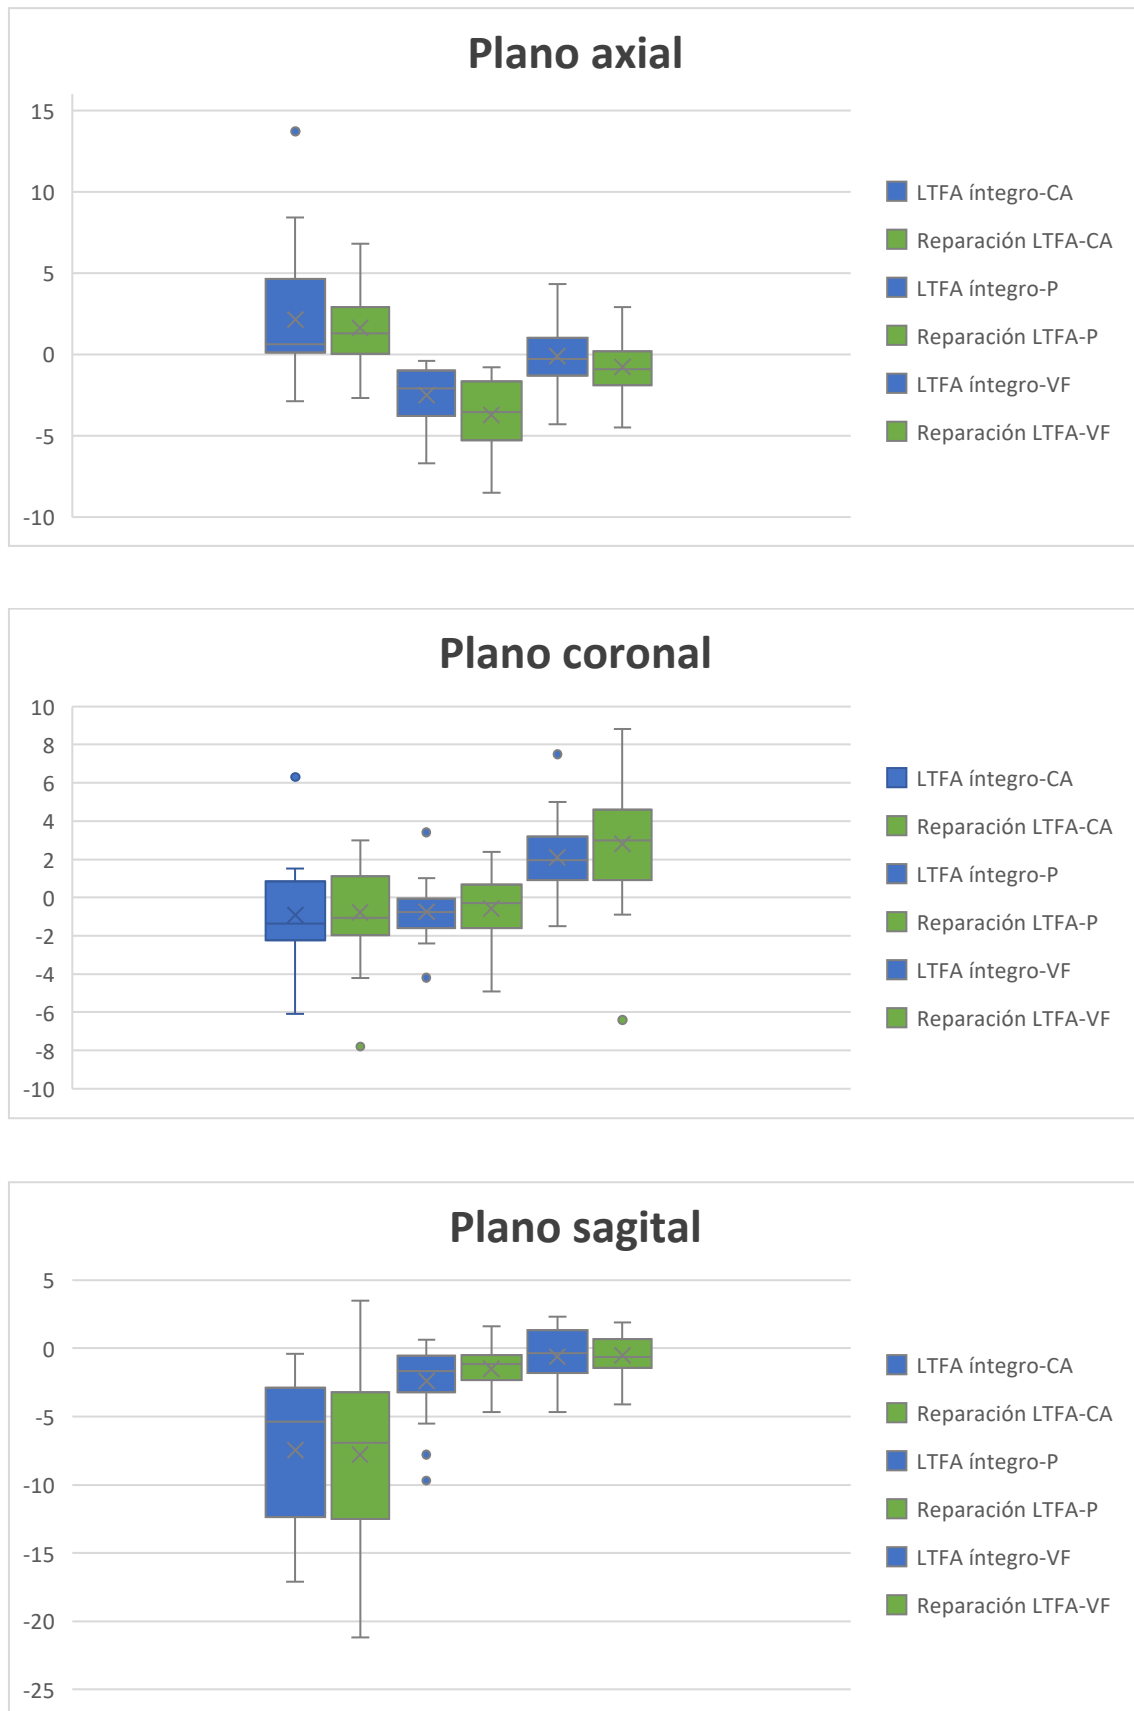 Plano axial
15
10
5
0
-5
-10
LTFA íntegro-CA
Reparación LTFA-CA
LTFA íntegro-P
Reparación LTFA-P
LTFA íntegro-VF
Reparación LTFA-VF
Plano coronal
10
8
6
4
2
0
-2
-4
-6
-8
-10
LTFA íntegro-CA
Reparación LTFA-CA
LTFA íntegro-P
Reparación LTFA-P
LTFA íntegro-VF
Reparación LTFA-VF
Plano sagital
5
0
-5
-10
-15
-20
-25
LTFA íntegro-CA
Reparación LTFA-CA
LTFA íntegro-P
Reparación LTFA-P
LTFA íntegro-VF
Reparación LTFA-VF